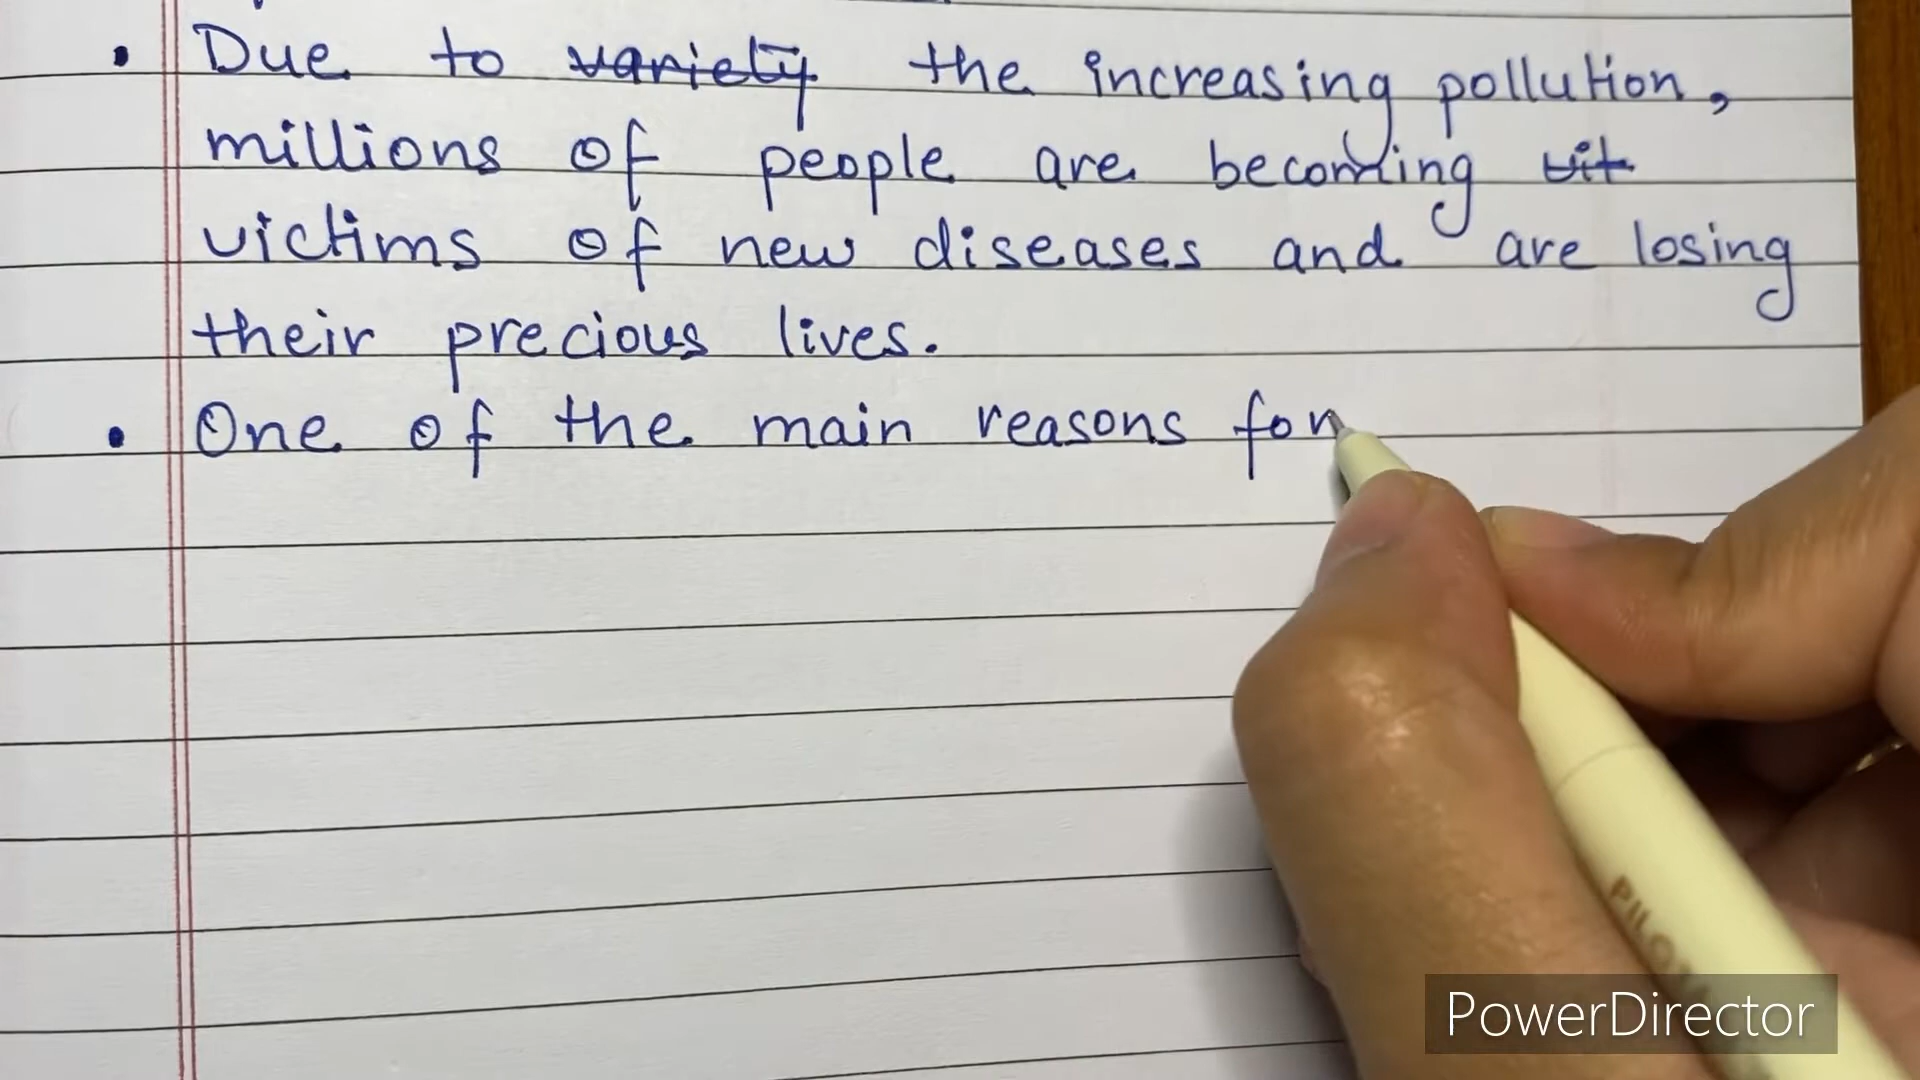 • Due to variety the increasing pollution,
millions of people are becoming vit
victims of new diseases and are losing
their precious lives.
• One of the main reasons for
PILOT
PowerDirector